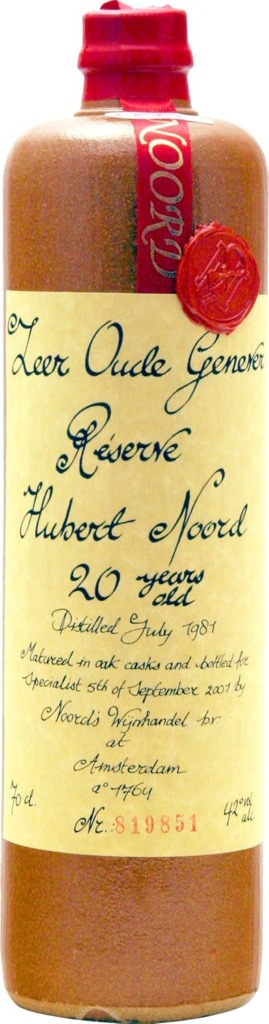 NOORD
Zeer Oude Genever
Réserve
Hubert Noord
20 years
old
Distilled July 1981
Matured in oak casks and bottled for
Specialist 5th of September 2001 by
Noord's Wijnhandel bv
at
Amsterdam
a° 1764
70 cl.
42° vol. alc.
Nr.: 819851